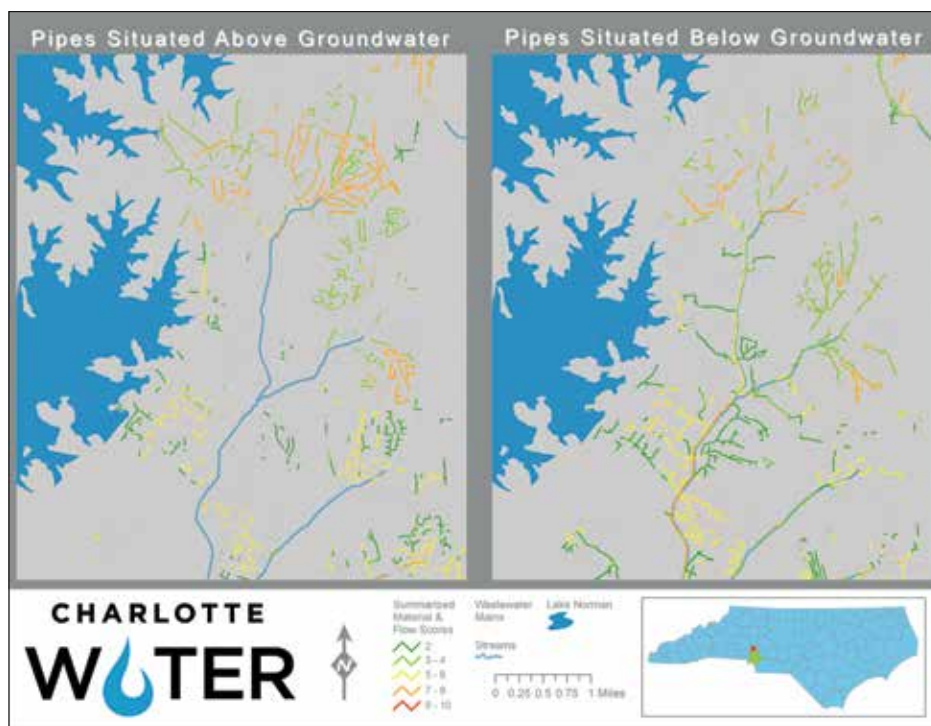 Pipes Situated Above Groundwater
Pipes Situated Below Groundwater
CHARLOTTE
WATER
N
Summarized
Material &
Flow Scores
2
3 - 4
5 - 6
7 - 8
9 - 10
Wastewater
Mains
Streams
Lake Norman
0 0.25 0.5 0.75 1 Miles